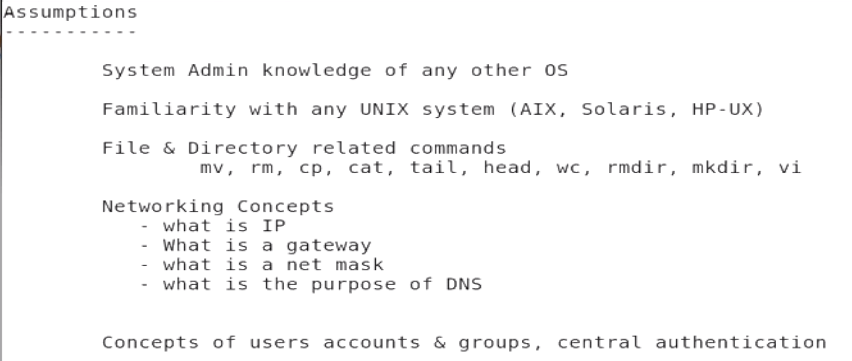 Assumptions
-----------
System Admin knowledge of any other OS
Familiarity with any UNIX system (AIX, Solaris, HP-UX)
File & Directory related commands
mv, rm, cp, cat, tail, head, wc, rmdir, mkdir, vi
Networking Concepts
- what is IP
- What is a gateway
- what is a net mask
- what is the purpose of DNS
Concepts of users accounts & groups, central authentication